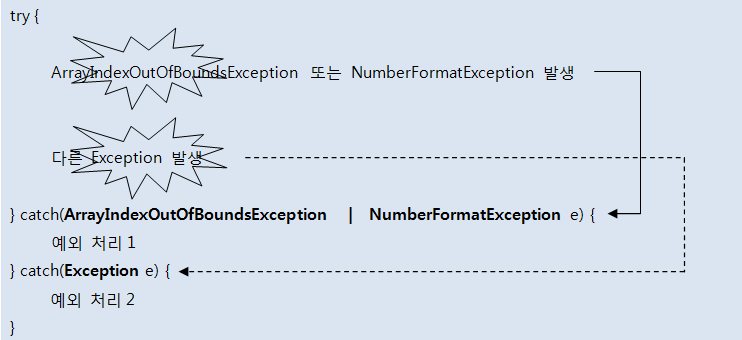 try {
ArrayIndexOutOfBoundsException 또는 NumberFormatException 발생
다른 Exception 발생
} catch(ArrayIndexOutOfBoundsException | NumberFormatException e) {
예외 처리 1
} catch(Exception e) {
예외 처리 2
}